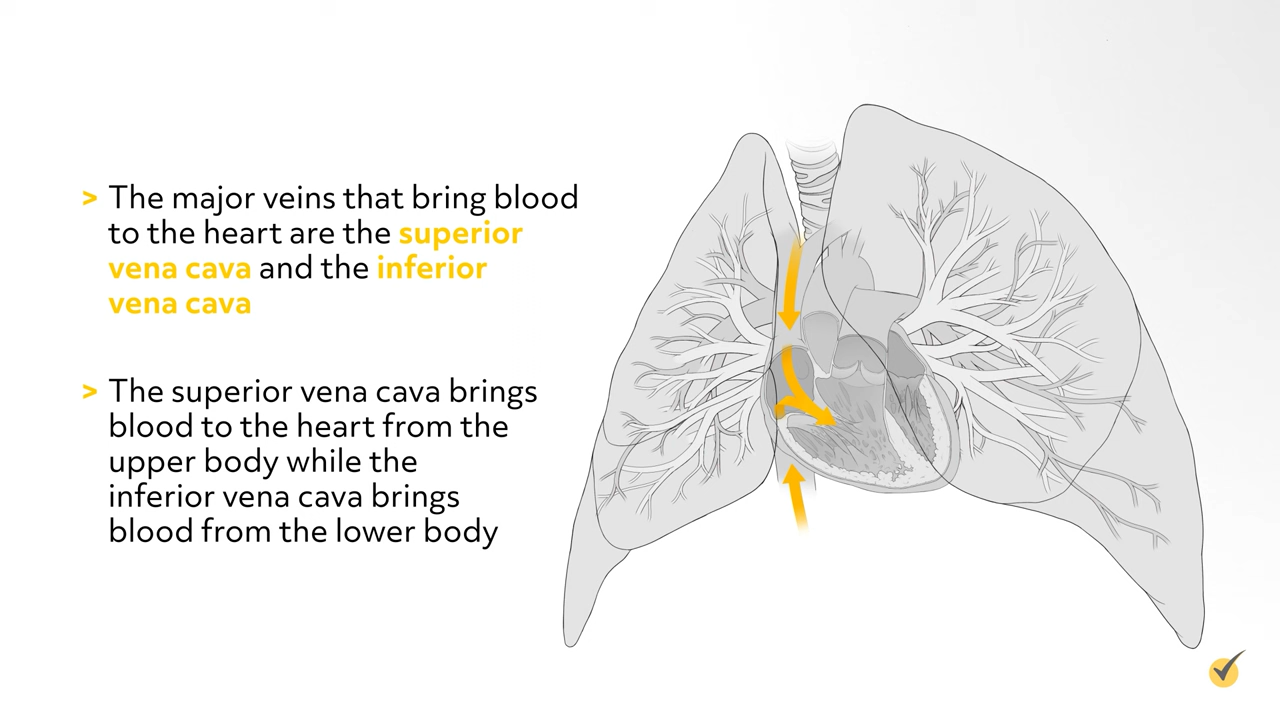 > The major veins that bring blood
to the heart are the superior
vena cava and the inferior
vena cava
> The superior vena cava brings
blood to the heart from the
upper body while the
inferior vena cava brings
blood from the lower body